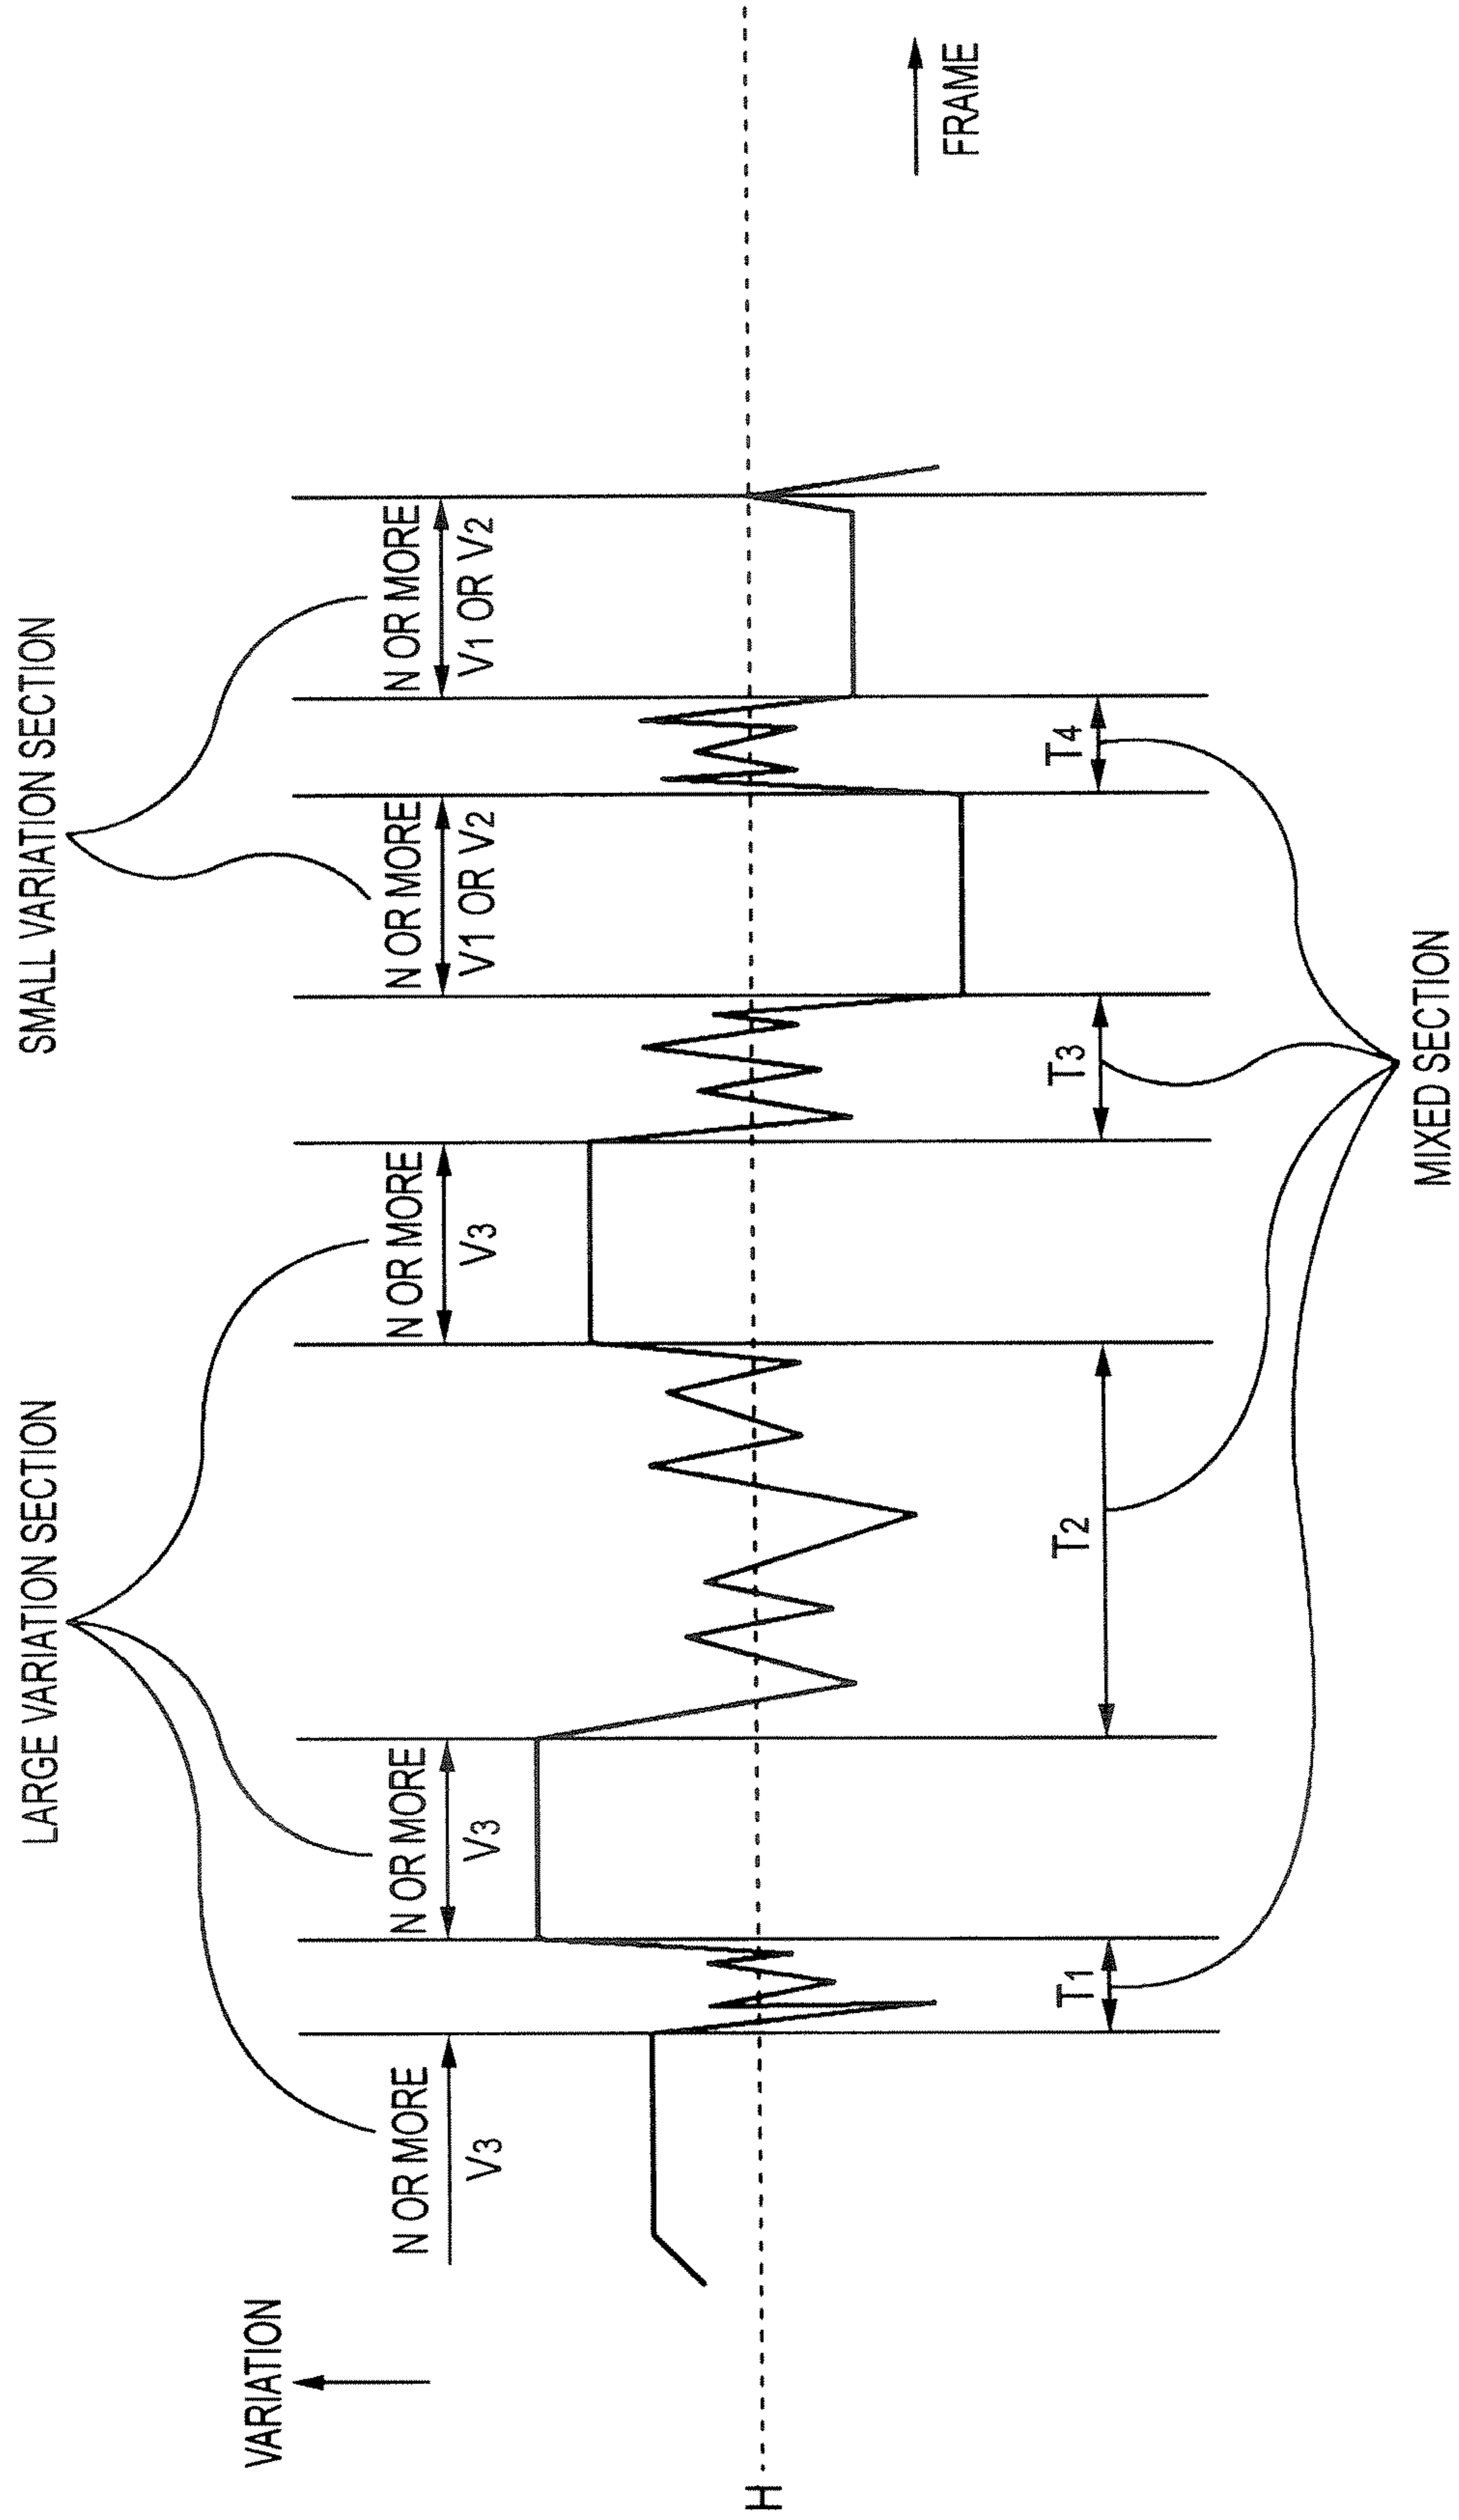 LARGE VARIATION SECTION
SMALL VARIATION SECTION
VARIATION
N OR MORE
V3
N OR MORE
V3
N OR MORE
V3
N OR MORE
V1 OR V2
N OR MORE
V1 OR V2
H
FRAME
T1
T2
T3
T4
MIXED SECTION